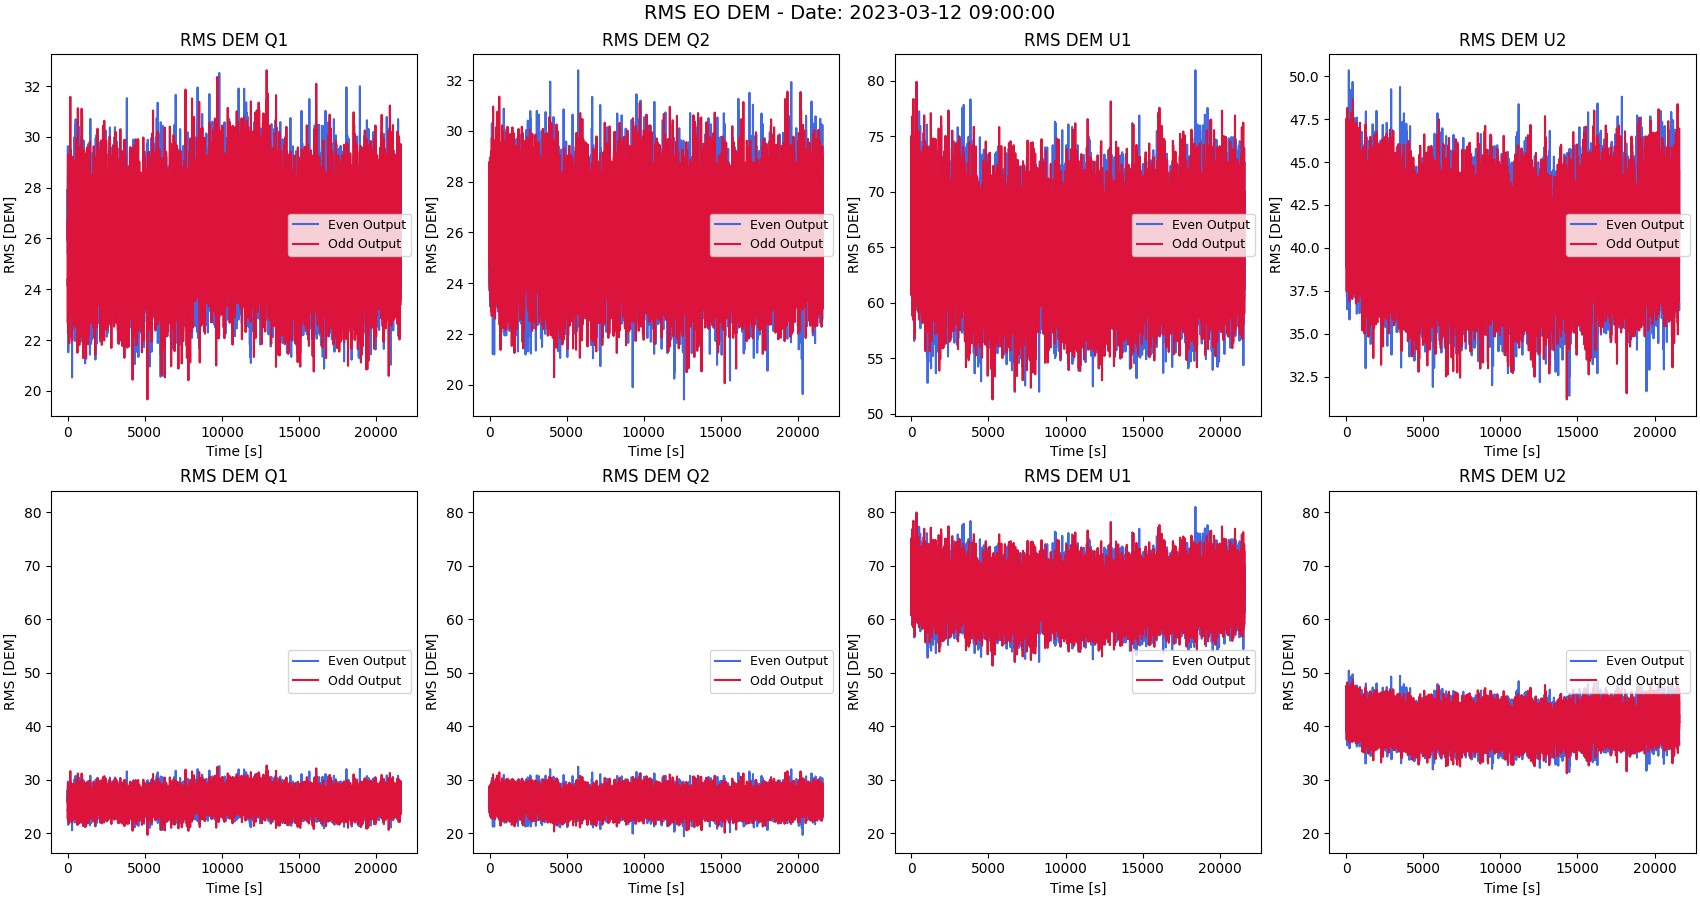 RMS EO DEM - Date: 2023-03-12 09:00:00
RMS DEM Q1
RMS [DEM]
32
30
28
26
24
22
20
Even Output
Odd Output
0 5000 10000 15000 20000
Time [s]
RMS DEM Q2
RMS [DEM]
32
30
28
26
24
22
20
Even Output
Odd Output
0 5000 10000 15000 20000
Time [s]
RMS DEM U1
RMS [DEM]
80
75
70
65
60
55
50
Even Output
Odd Output
0 5000 10000 15000 20000
Time [s]
RMS DEM U2
RMS [DEM]
50.0
47.5
45.0
42.5
40.0
37.5
35.0
32.5
Even Output
Odd Output
0 5000 10000 15000 20000
Time [s]
RMS DEM Q1
RMS [DEM]
80
70
60
50
40
30
20
Even Output
Odd Output
0 5000 10000 15000 20000
Time [s]
RMS DEM Q2
RMS [DEM]
80
70
60
50
40
30
20
Even Output
Odd Output
0 5000 10000 15000 20000
Time [s]
RMS DEM U1
RMS [DEM]
80
70
60
50
40
30
20
Even Output
Odd Output
0 5000 10000 15000 20000
Time [s]
RMS DEM U2
RMS [DEM]
80
70
60
50
40
30
20
Even Output
Odd Output
0 5000 10000 15000 20000
Time [s]